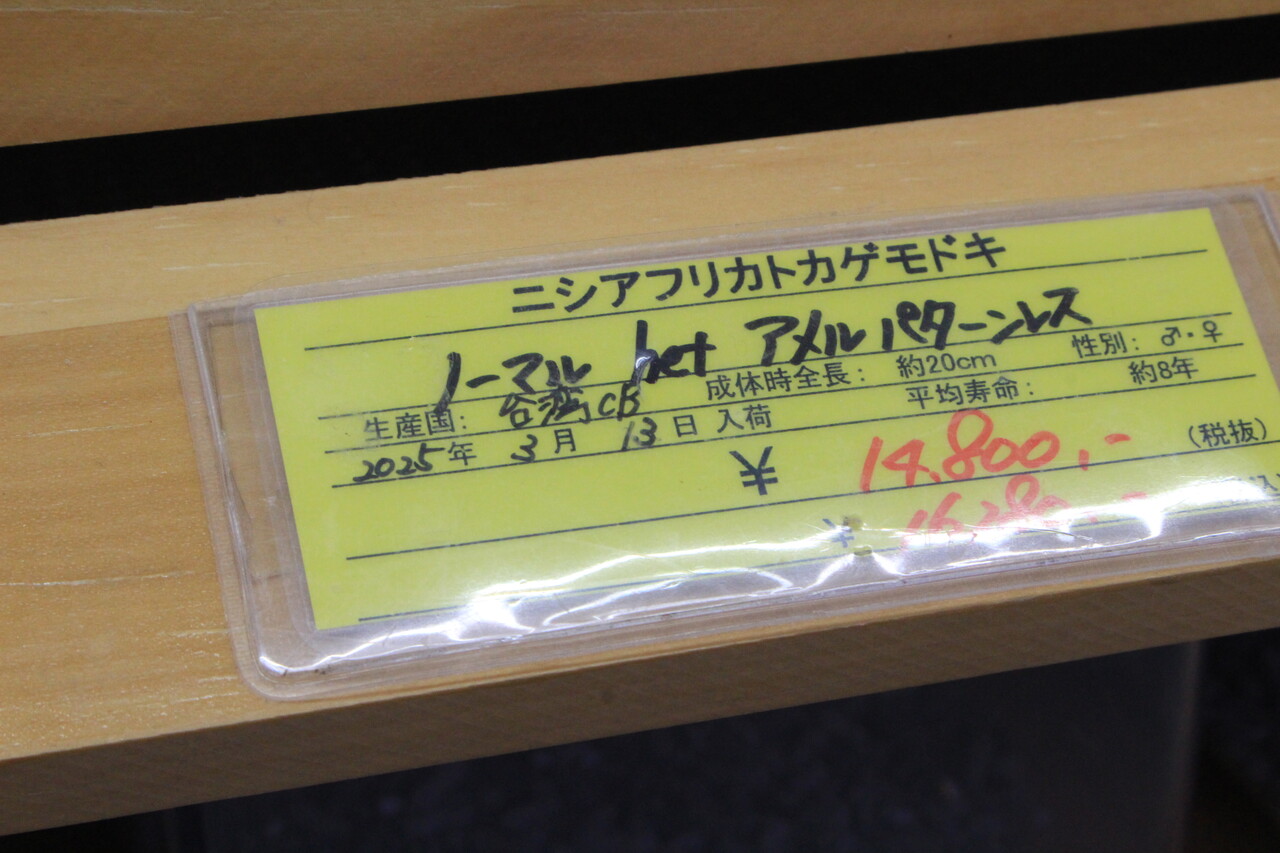 ニシアフリカトカゲモドキ
ノーマル het アメルパターンレス
生産国: 台湾CB 成体時全長: 約20cm 性別: ♂・♀
2025年 3月 13日 入荷 平均寿命: 約8年
¥ 14,800,- (税抜)
¥ 16,280,-